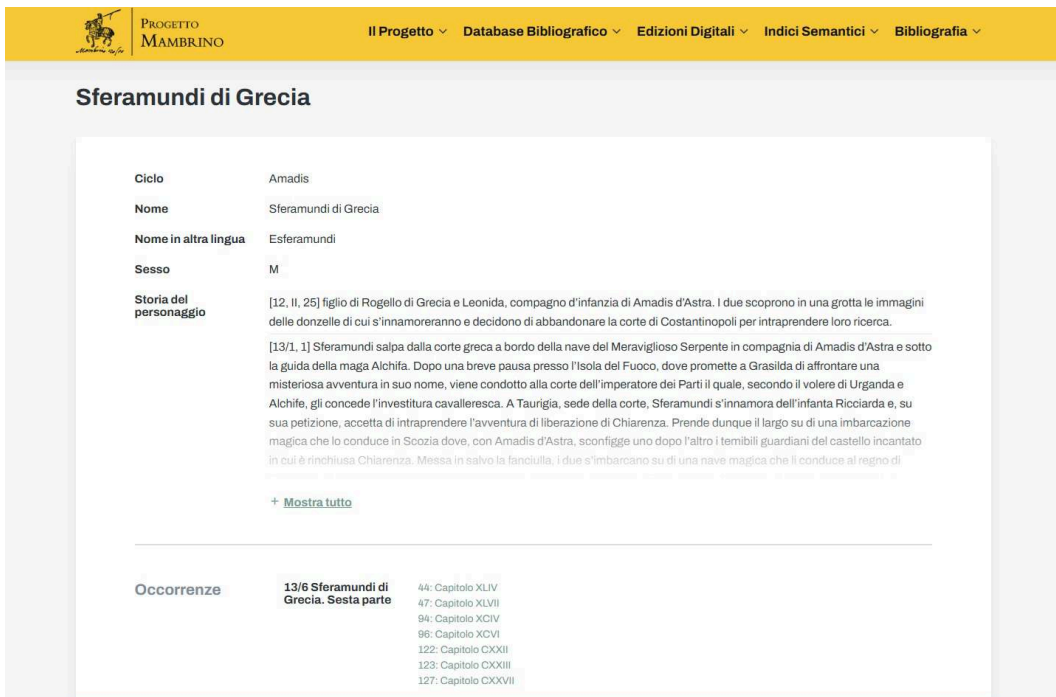 PROGETTO
MAMBRINO
Il Progetto
Database Bibliografico
Edizioni Digitali
Indici Semantici
Bibliografia
Sferamundi di Grecia
Ciclo Amadis
Nome Sferamundi di Grecia
Nome in altra lingua Esferamundi
Sesso M
Storia del
personaggio
[12, II, 25] figlio di Rogello di Grecia e Leonida, compagno d'infanzia di Amadis d'Astra. I due scoprono in una grotta le immagini
delle donzelle di cui s'innamoreranno e decidono di abbandonare la corte di Costantinopoli per intraprendere loro ricerca.
[13/1, 1] Sferamundi salpa dalla corte greca a bordo della nave del Meraviglioso Serpente in compagnia di Amadis d'Astra e sotto
la guida della maga Alchifa. Dopo una breve pausa presso l'Isola del Fuoco, dove promette a Grasilda di affrontare una
misteriosa avventura in suo nome, viene condotto alla corte dell'imperatore dei Parti il quale, secondo il volere di Urganda e
Alchife, gli concede l'investitura cavalleresca. A Taurigia, sede della corte, Sferamundi s'innamora dell'infanta Ricciarda e, su
sua petizione, accetta di intraprendere l'avventura di liberazione di Chiarenza. Prende dunque il largo su di una imbarcazione
magica che lo conduce in Scozia dove, con Amadis d'Astra, sconfigge uno dopo l'altro i temibili guardiani del castello incantato
in cui è rinchiusa Chiarenza. Messa in salvo la fanciulla, i due s'imbarcano su di una nave magica che li conduce al regno di
+ Mostra tutto
Occorrenze
13/6 Sferamundi di
Grecia. Sesta parte
44: Capitolo XLIV
47: Capitolo XLVII
94: Capitolo XCIV
96: Capitolo XCVI
122: Capitolo CXXII
123: Capitolo CXXIII
127: Capitolo CXXVII